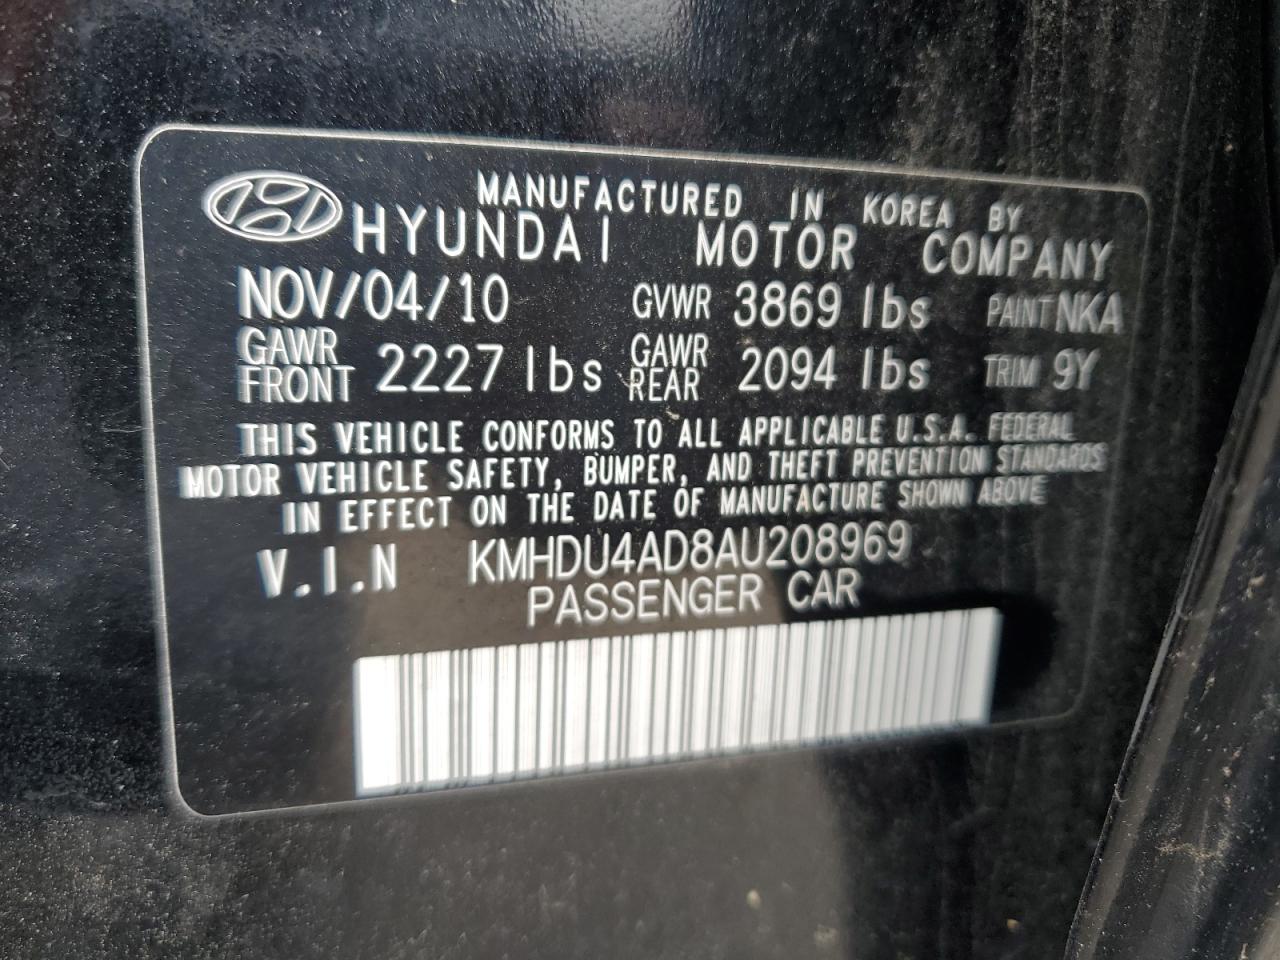 MANUFACTURED IN KOREA BY
HYUNDAI MOTOR COMPANY
NOV/04/10 GVWR 3869 lbs PAINT NKA
GAWR FRONT 2227 lbs GAWR REAR 2094 lbs TRIM 9Y
THIS VEHICLE CONFORMS TO ALL APPLICABLE U.S.A. FEDERAL
MOTOR VEHICLE SAFETY, BUMPER, AND THEFT PREVENTION STANDARDS
IN EFFECT ON THE DATE OF MANUFACTURE SHOWN ABOVE
V.I.N KMHDU4AD8AU208969
PASSENGER CAR